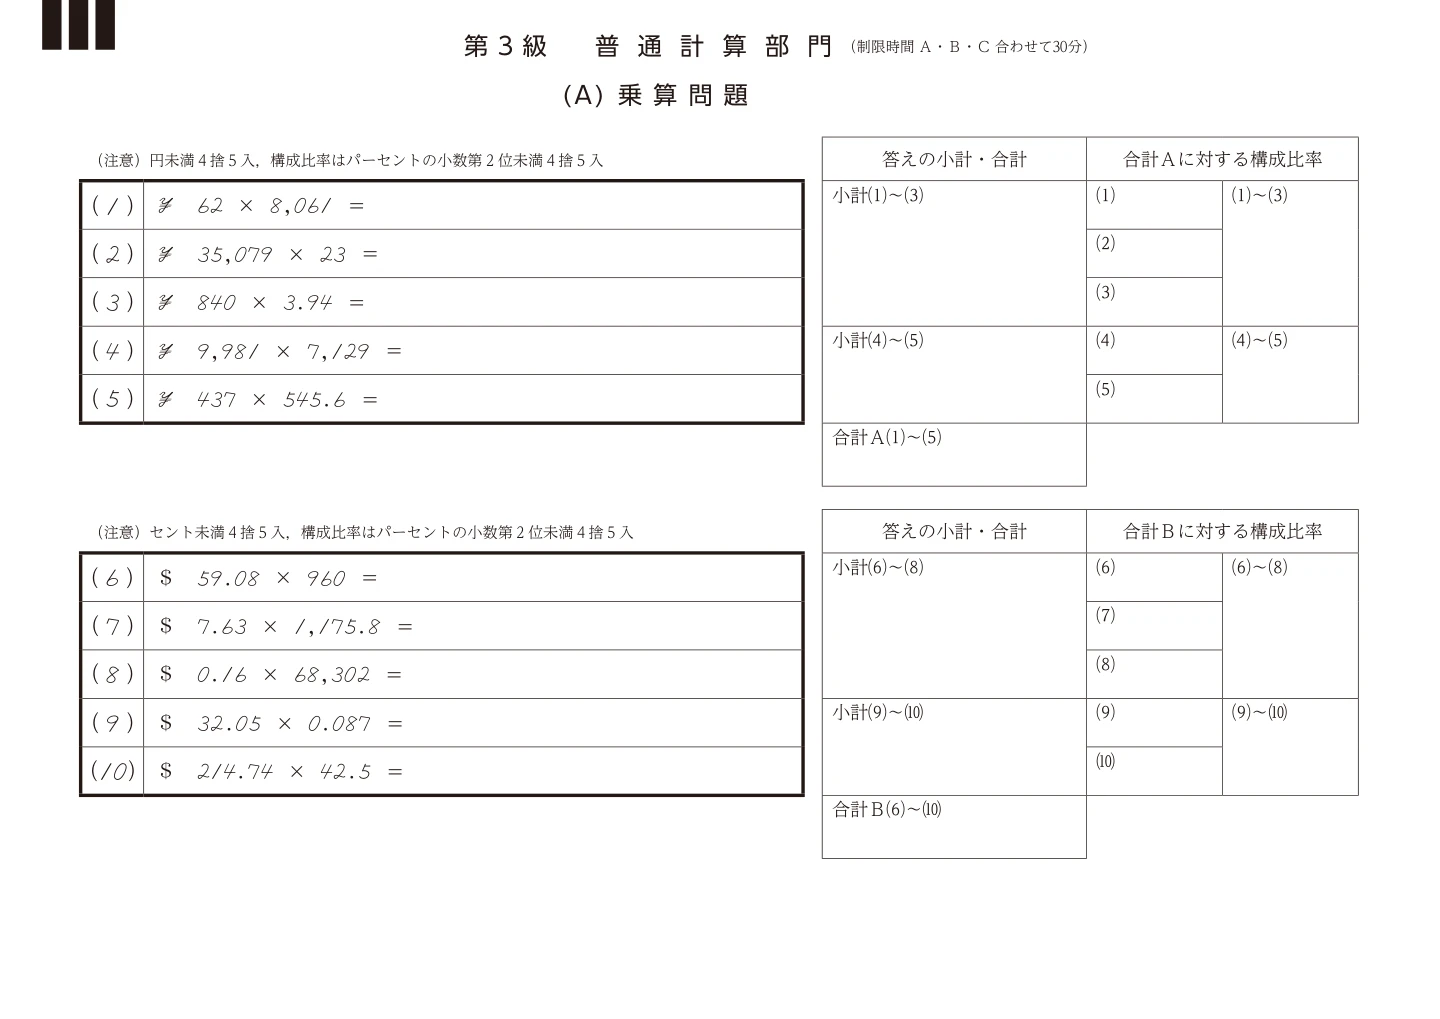 第3級 普通計算部門 （制限時間 A・B・C 合わせて30分）
(A) 乗算問題
（注意）円未満4捨5入，構成比率はパーセントの小数第2位未満4捨5入
(1) ¥ 62 × 8,061 =
(2) ¥ 35,079 × 23 =
(3) ¥ 840 × 3.94 =
(4) ¥ 9,981 × 7,129 =
(5) ¥ 437 × 545.6 =
答えの小計・合計 合計Aに対する構成比率
小計(1)～(3) (1) (1)～(3)
(2)
(3)
小計(4)～(5) (4) (4)～(5)
(5)
合計A(1)～(5)
（注意）セント未満4捨5入，構成比率はパーセントの小数第2位未満4捨5入
(6) $ 59.08 × 960 =
(7) $ 7.63 × 1,175.8 =
(8) $ 0.16 × 68,302 =
(9) $ 32.05 × 0.087 =
(10) $ 214.74 × 42.5 =
答えの小計・合計 合計Bに対する構成比率
小計(6)～(8) (6) (6)～(8)
(7)
(8)
小計(9)～(10) (9) (9)～(10)
(10)
合計B(6)～(10)